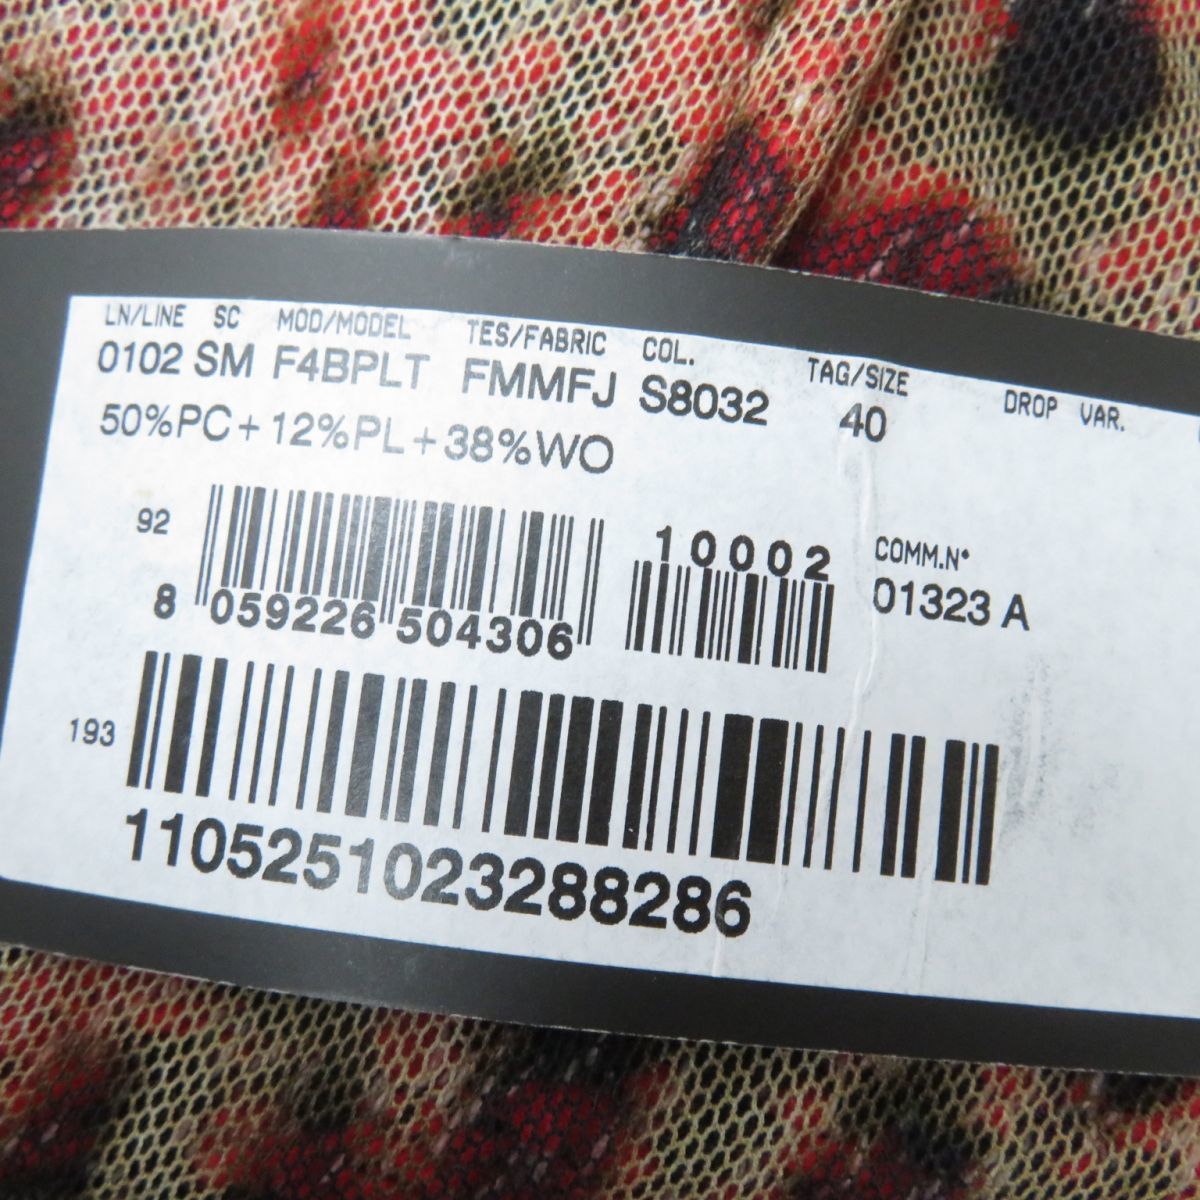 LN/LINE SC MOD/MODEL TES/FABRIC COL. TAG/SIZE DROP VAR.
0102 SM F4BPLT FMMFJ S8032 40
50%PC+12%PL+38%WO
92
8 059226 504306
10002
COMM.N°
01323 A
193
1105251023288286